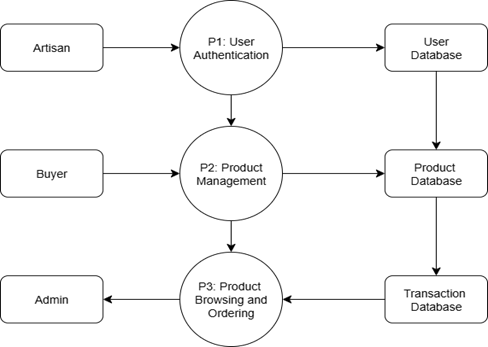 Artisan
P1: User
Authentication
User
Database
Buyer
P2: Product
Management
Product
Database
Admin
P3: Product
Browsing and
Ordering
Transaction
Database